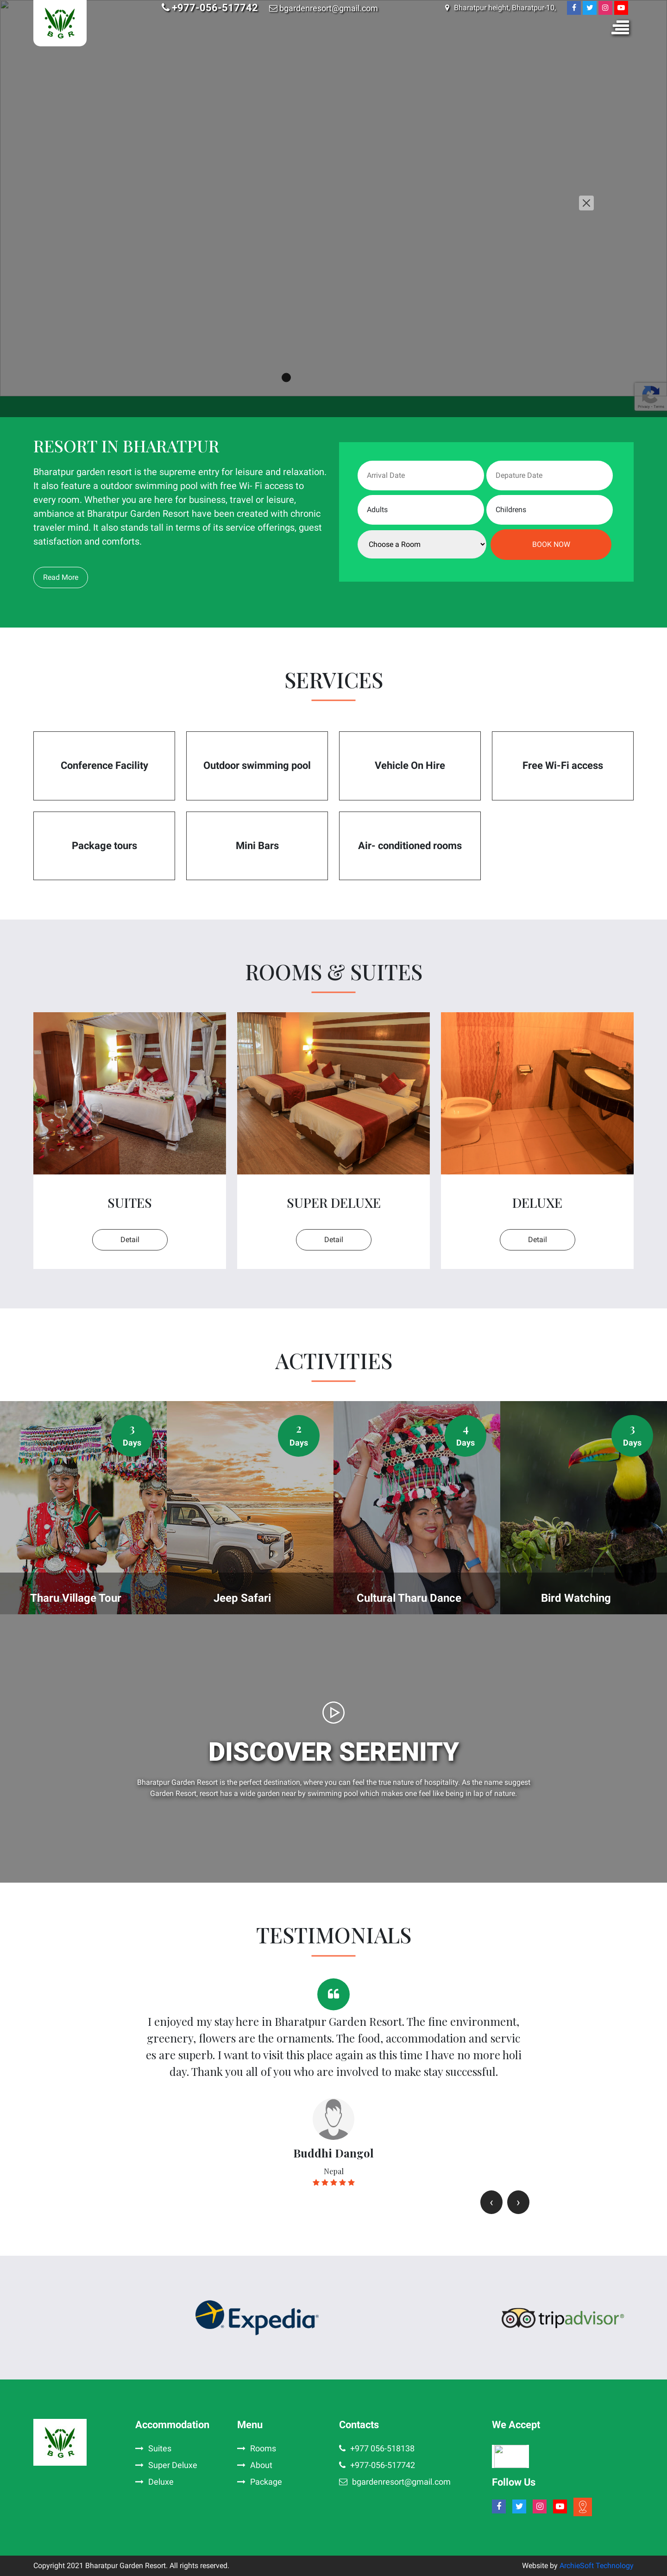 +977-056-517742
bgardenresort@gmail.com
Bharatpur height, Bharatpur-10,
BGR
Privacy - Terms
RESORT IN BHARATPUR
Bharatpur garden resort is the supreme entry for leisure and relaxation.
It also feature a outdoor swimming pool with free Wi- Fi access to
every room. Whether you are here for business, travel or leisure,
ambiance at Bharatpur Garden Resort have been created with chronic
traveler mind. It also stands tall in terms of its service offerings, guest
satisfaction and comforts.
Read More
Arrival Date
Depature Date
Adults
Childrens
Choose a Room
BOOK NOW
SERVICES
Conference Facility
Outdoor swimming pool
Vehicle On Hire
Free Wi-Fi access
Package tours
Mini Bars
Air- conditioned rooms
ROOMS & SUITES
SUITES
SUPER DELUXE
DELUXE
Detail
Detail
Detail
ACTIVITIES
3
Days
2
Days
4
Days
3
Days
Tharu Village Tour
Jeep Safari
Cultural Tharu Dance
Bird Watching
DISCOVER SERENITY
Bharatpur Garden Resort is the perfect destination, where you can feel the true nature of hospitality. As the name suggest
Garden Resort, resort has a wide garden near by swimming pool which makes one feel like being in lap of nature.
TESTIMONIALS
I enjoyed my stay here in Bharatpur Garden Resort. The fine environment,
greenery, flowers are the ornaments. The food, accommodation and servic
es are superb. I want to visit this place again as this time I have no more holi
day. Thank you all of you who are involved to make stay successful.
Buddhi Dangol
Nepal
Expedia
tripadvisor
BGR
Accommodation
Suites
Super Deluxe
Deluxe
Menu
Rooms
About
Package
Contacts
+977 056-518138
+977-056-517742
bgardenresort@gmail.com
We Accept
Follow Us
Copyright 2021 Bharatpur Garden Resort. All rights reserved.
Website by ArchieSoft Technology